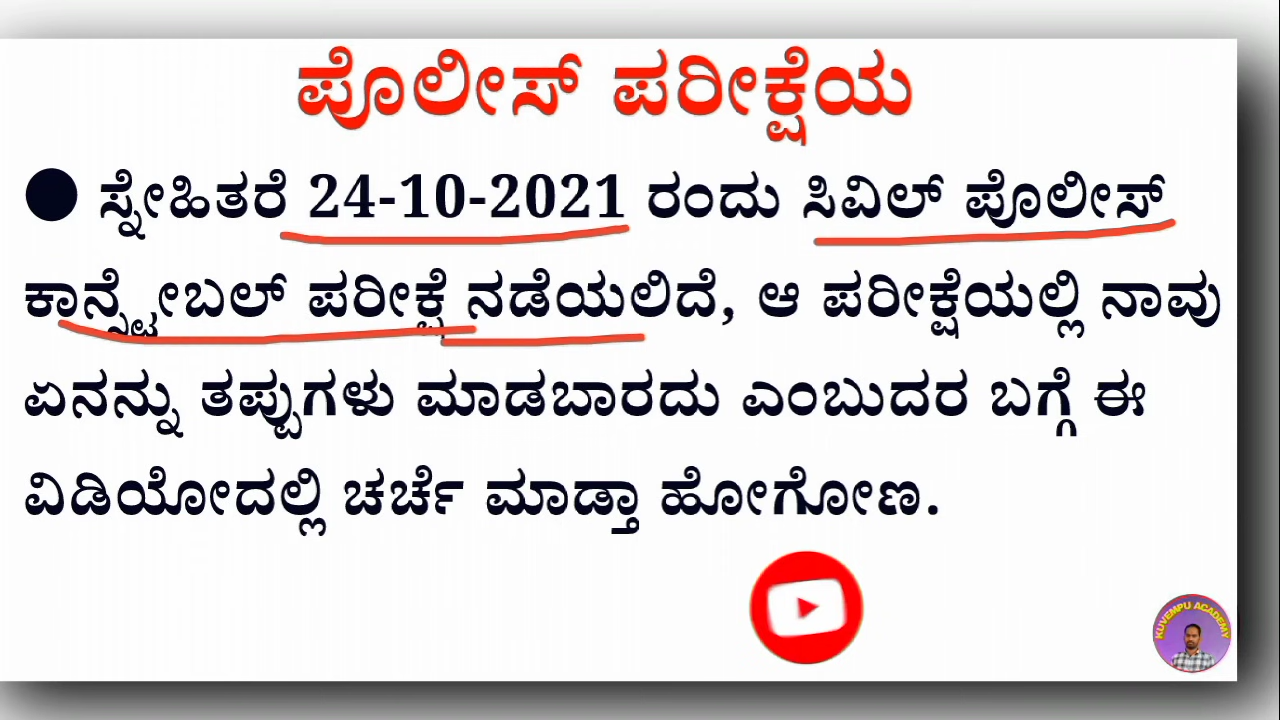 ಪೊಲೀಸ್ ಪರೀಕ್ಷೆಯ
● ಸ್ನೇಹಿತರೆ 24-10-2021 ರಂದು ಸಿವಿಲ್ ಪೊಲೀಸ್
ಕಾನ್ಸ್ಟೇಬಲ್ ಪರೀಕ್ಷೆ ನಡೆಯಲಿದೆ, ಆ ಪರೀಕ್ಷೆಯಲ್ಲಿ ನಾವು
ಏನನ್ನು ತಪ್ಪುಗಳು ಮಾಡಬಾರದು ಎಂಬುದರ ಬಗ್ಗೆ ಈ
ವಿಡಿಯೋದಲ್ಲಿ ಚರ್ಚೆ ಮಾಡ್ತಾ ಹೋಗೋಣ.
KUVEMPU ACADEMY